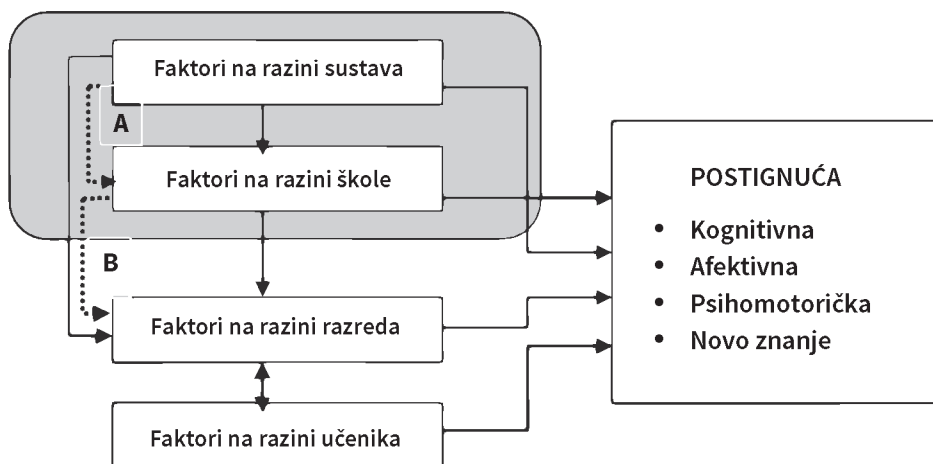 Faktori na razini sustava
A
Faktori na razini škole
B
Faktori na razini razreda
Faktori na razini učenika
POSTIGNUĆA
• Kognitivna
• Afektivna
• Psihomotorička
• Novo znanje